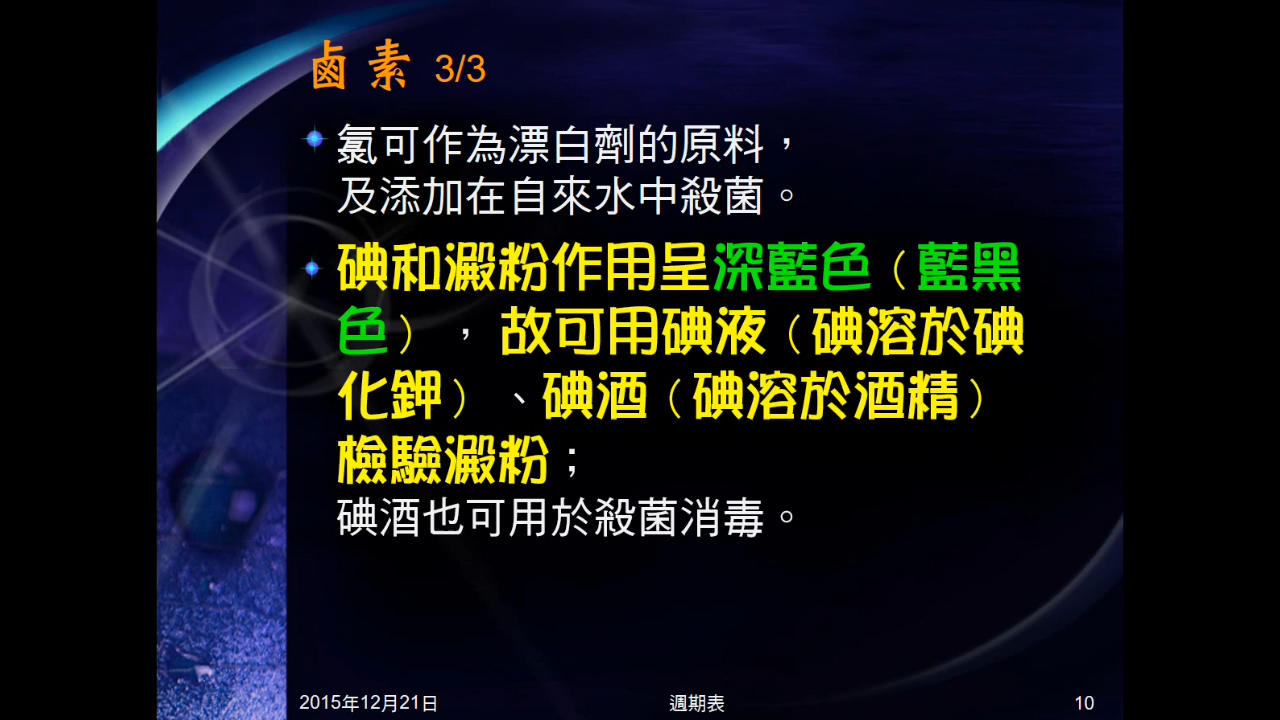 鹵素 3/3
氯可作為漂白劑的原料，
及添加在自來水中殺菌。
碘和澱粉作用呈深藍色（藍黑
色），故可用碘液（碘溶於碘
化鉀）、碘酒（碘溶於酒精）
檢驗澱粉；
碘酒也可用於殺菌消毒。
2015年12月21日 週期表 10